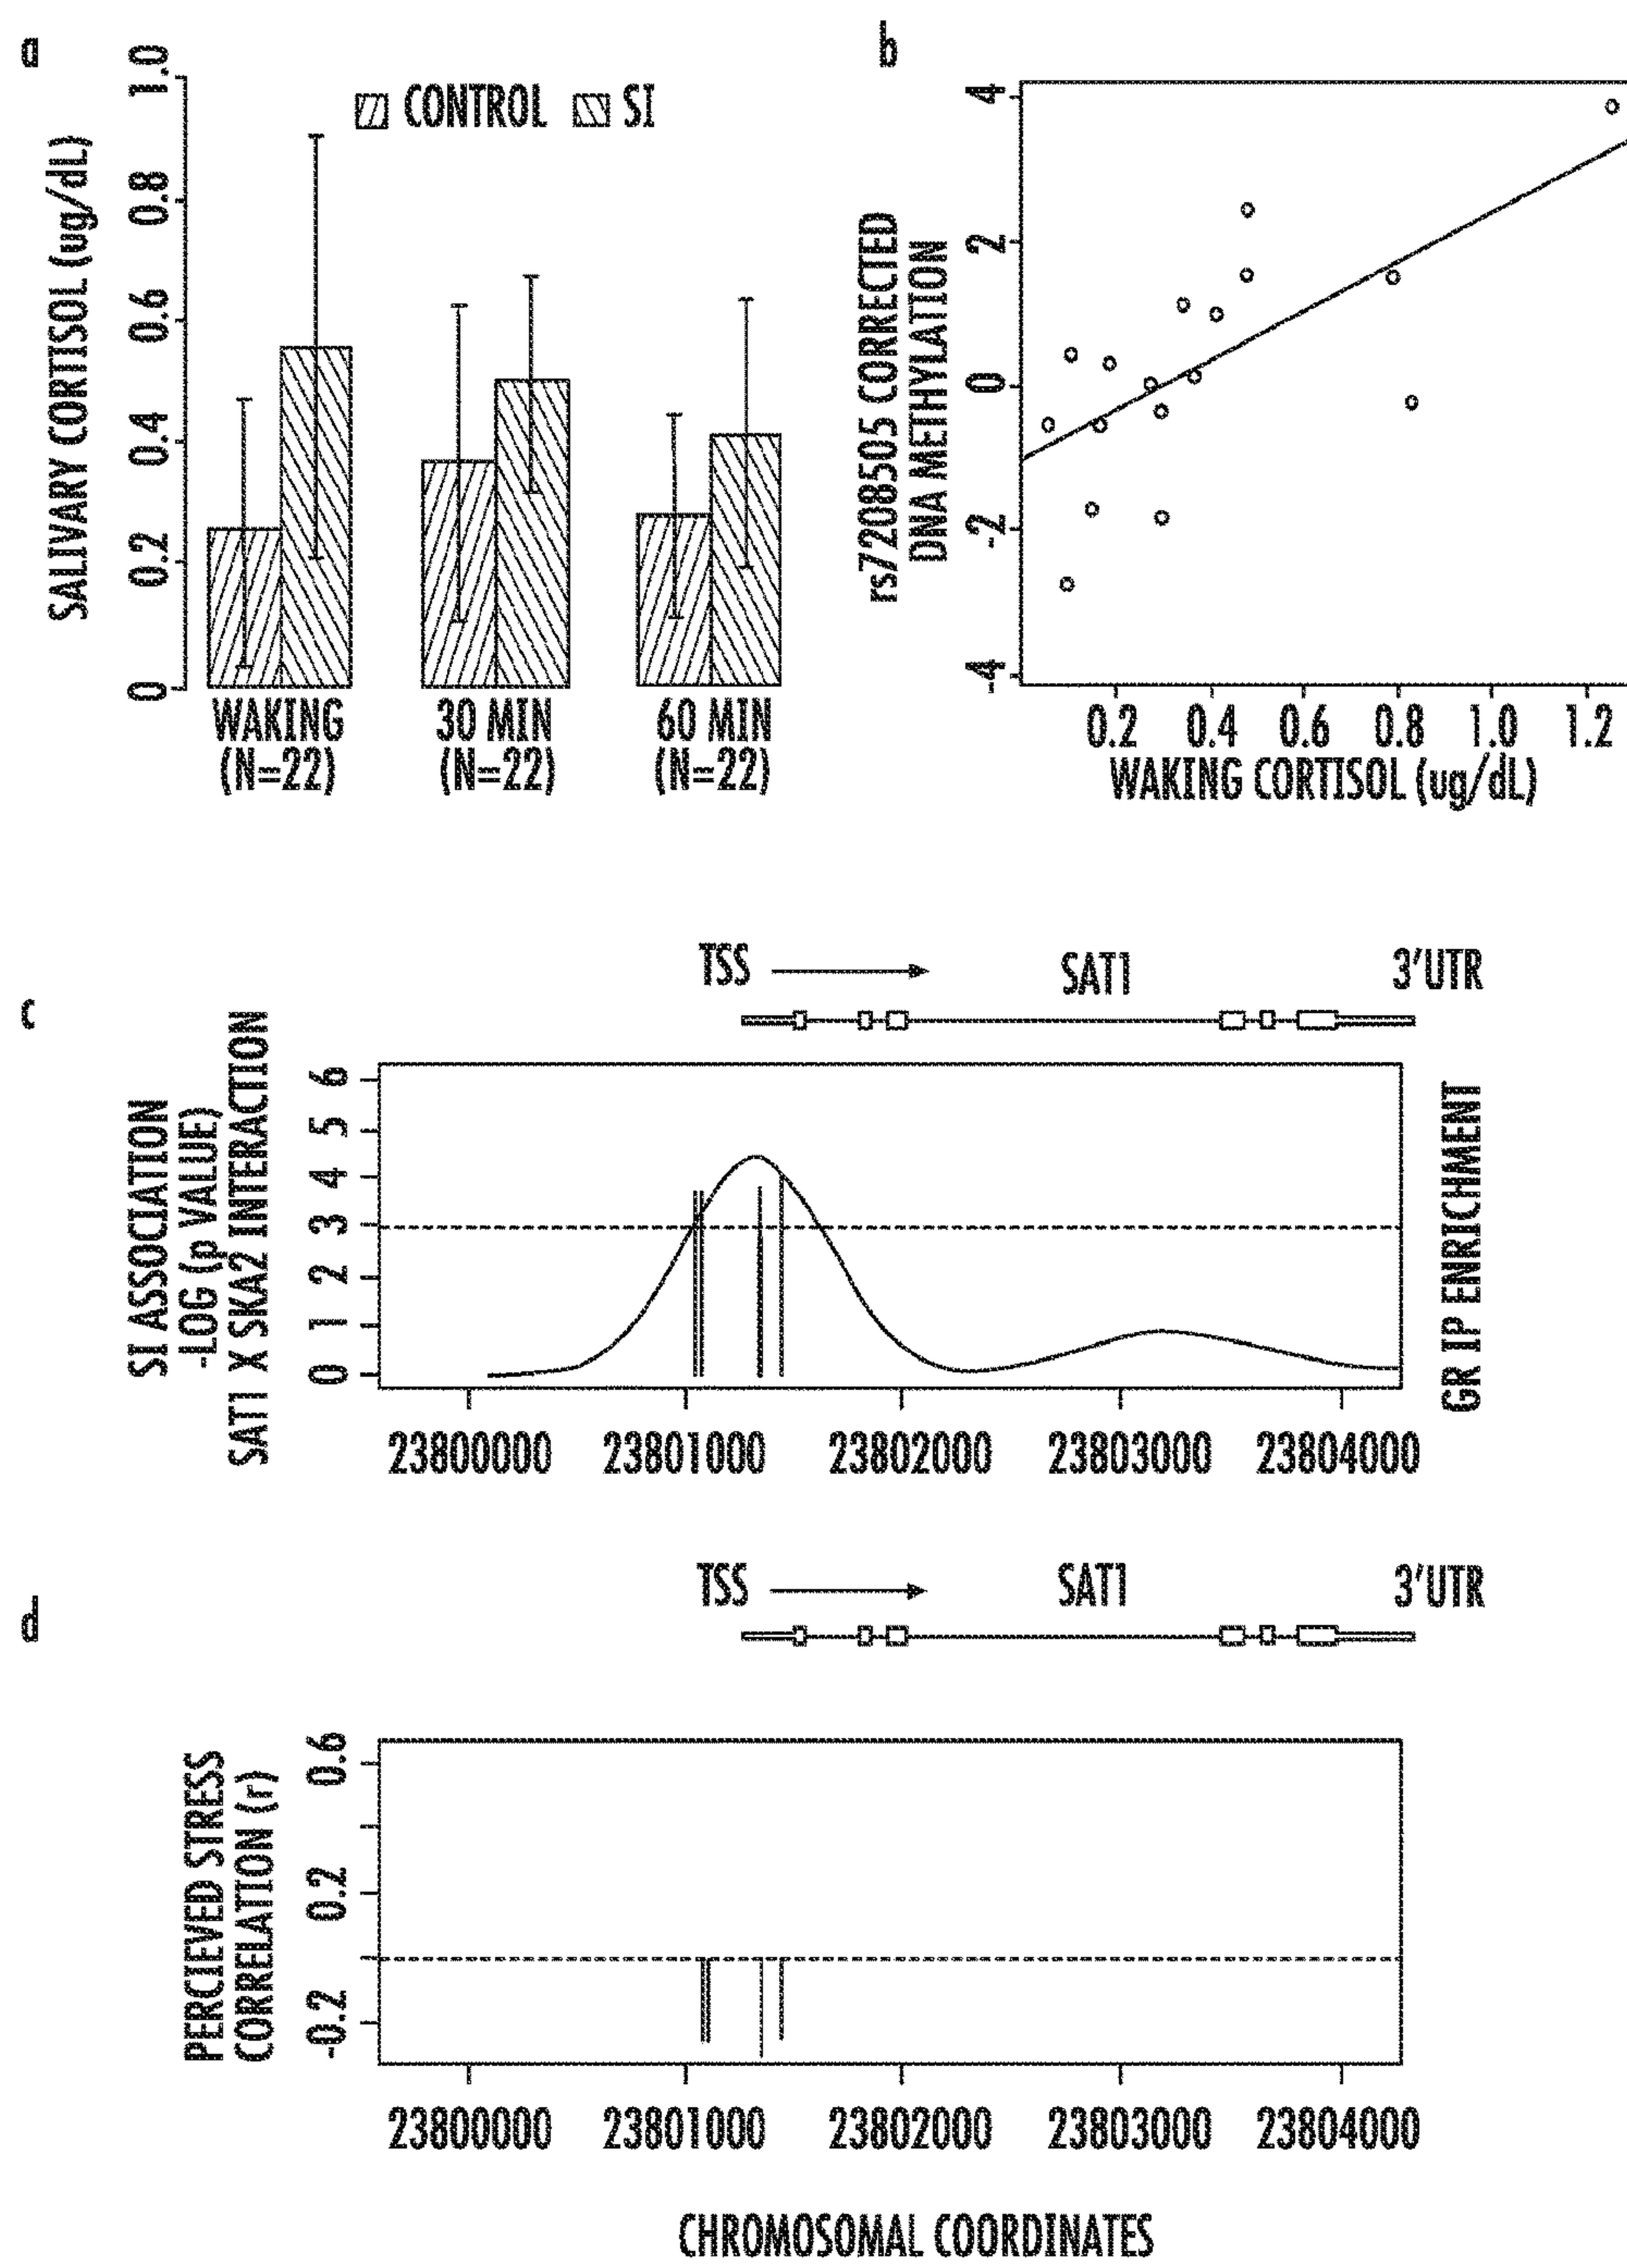 a
SALIVARY CORTISOL (ug/dL)
1.0
0.8
0.6
0.4
0.2
0
CONTROL
SI
WAKING
(N=22)
30 MIN
(N=22)
60 MIN
(N=22)
b
rs7208505 CORRECTED
DNA METHYLATION
4
2
0
-2
-4
0.2 0.4 0.6 0.8 1.0 1.2
WAKING CORTISOL (ug/dL)
c
TSS
SAT1
3'UTR
SI ASSOCIATION
-LOG (p VALUE)
SAT1 X SKA2 INTERACTION
6
5
4
3
2
1
0
GR IP ENRICHMENT
23800000 23801000 23802000 23803000 23804000
d
TSS
SAT1
3'UTR
PERCIEVED STRESS
CORRELATION (r)
0.6
0.2
-0.2
23800000 23801000 23802000 23803000 23804000
CHROMOSOMAL COORDINATES